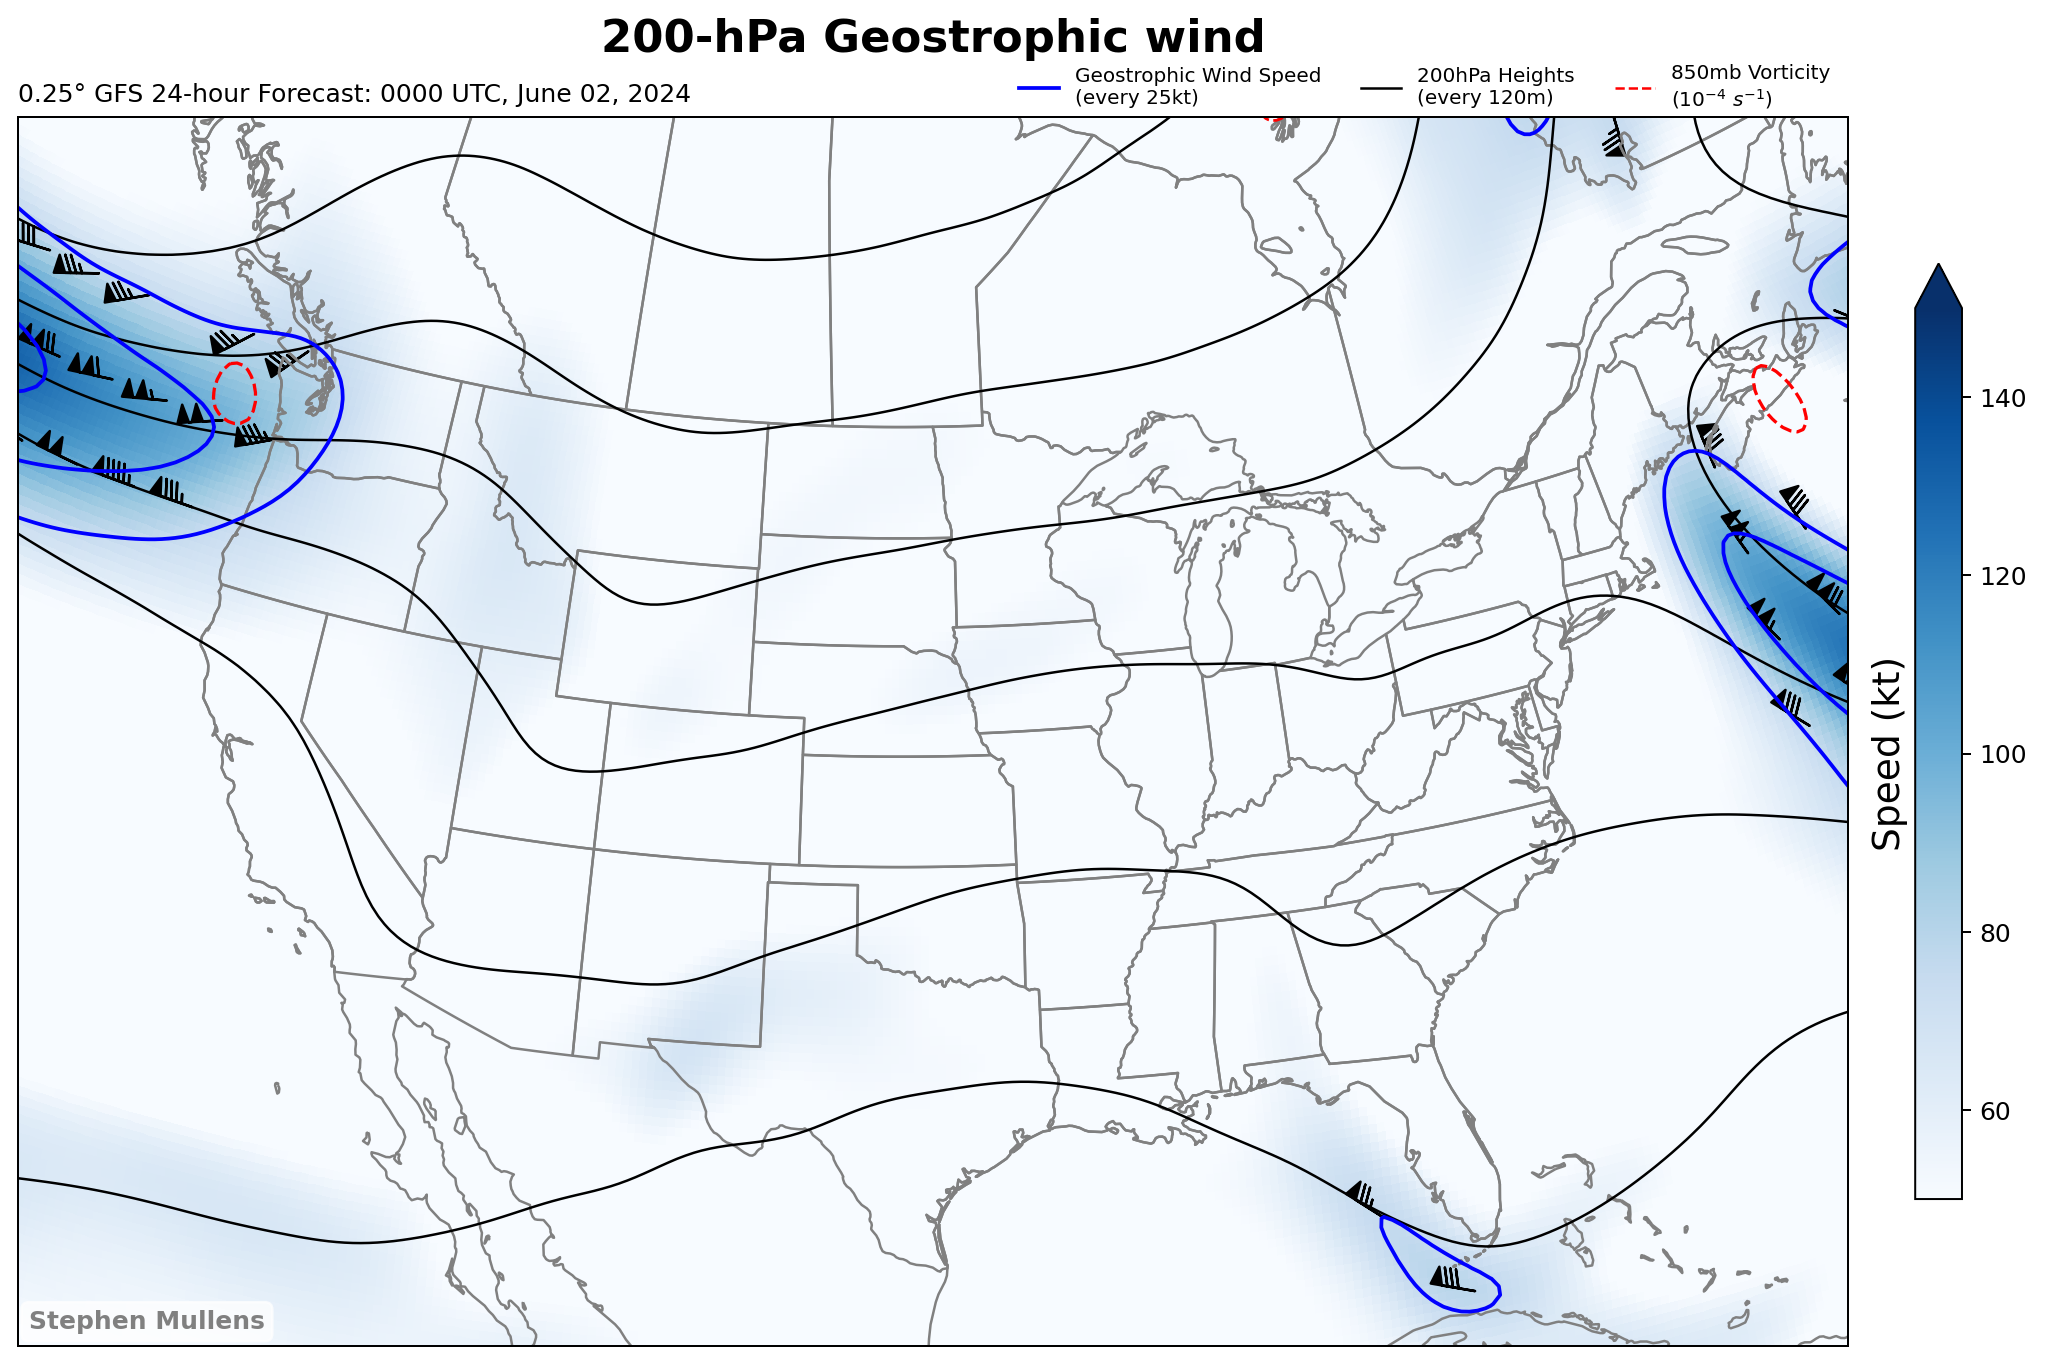 200-hPa Geostrophic wind
0.25° GFS 24-hour Forecast: 0000 UTC, June 02, 2024
Geostrophic Wind Speed
(every 25kt)
200hPa Heights
(every 120m)
850mb Vorticity
(10⁻⁴ s⁻¹)
140
120
100
80
60
Speed (kt)
Stephen Mullens